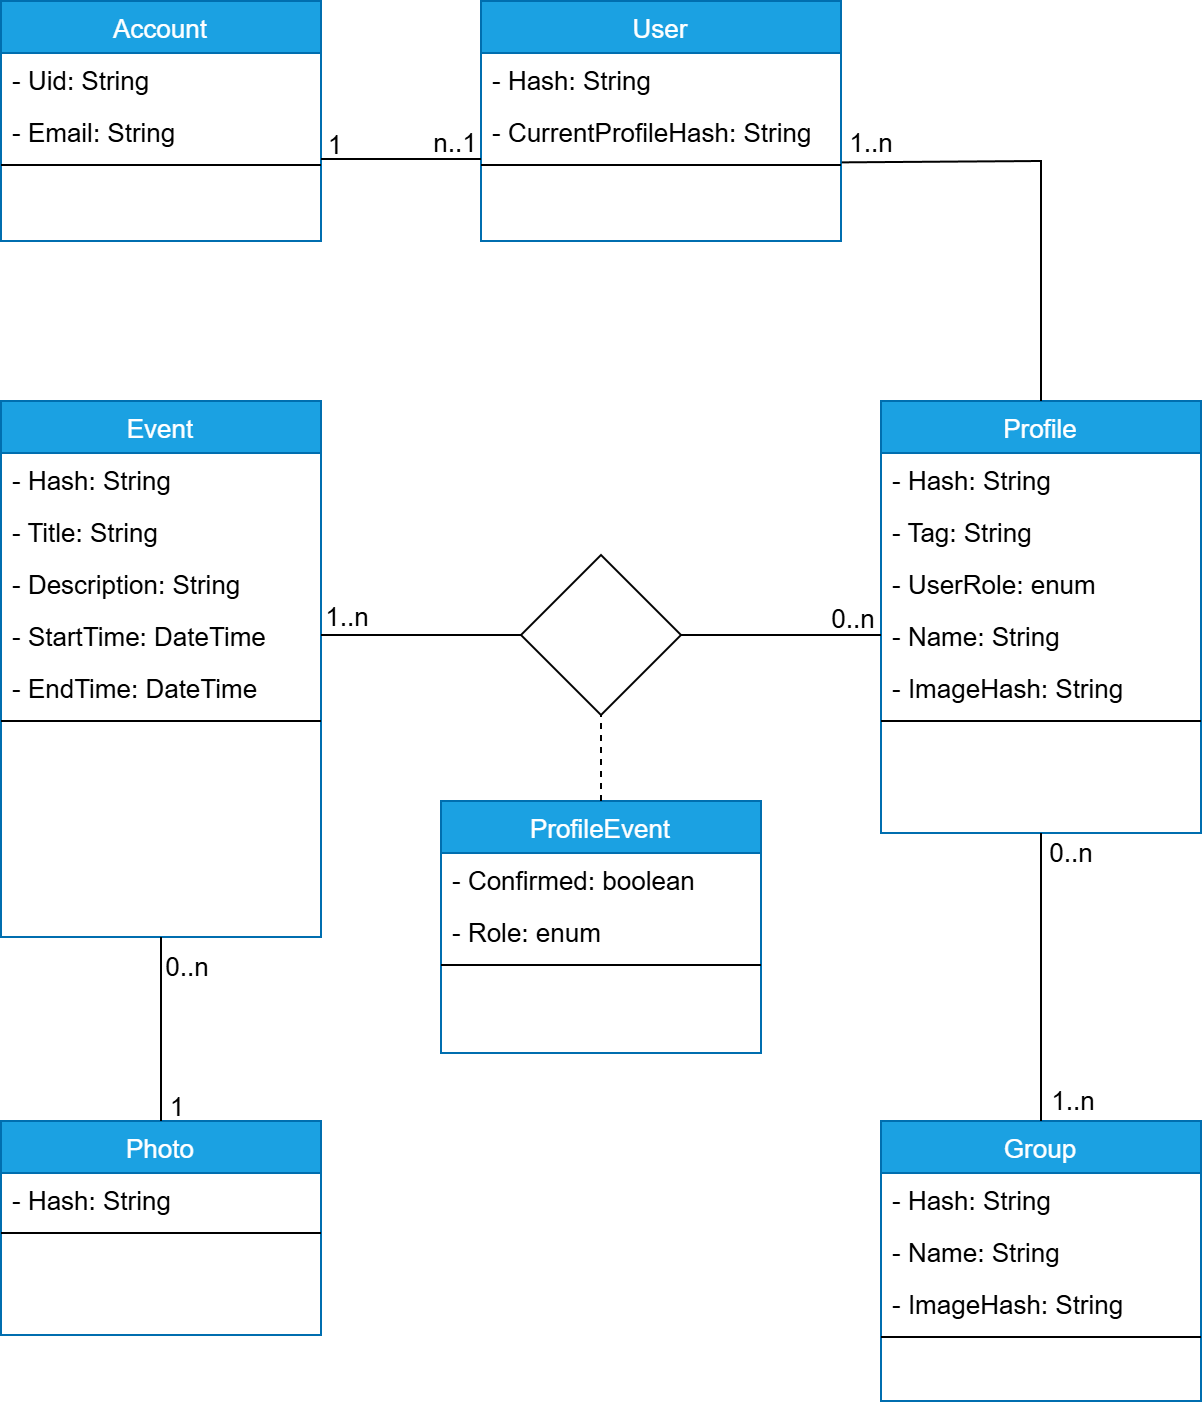 Account
- Uid: String
- Email: String
1
n..1
User
- Hash: String
- CurrentProfileHash: String
1..n
Event
- Hash: String
- Title: String
- Description: String
- StartTime: DateTime
- EndTime: DateTime
1..n
0..n
Profile
- Hash: String
- Tag: String
- UserRole: enum
- Name: String
- ImageHash: String
ProfileEvent
- Confirmed: boolean
- Role: enum
0..n
1
Photo
- Hash: String
0..n
1..n
Group
- Hash: String
- Name: String
- ImageHash: String